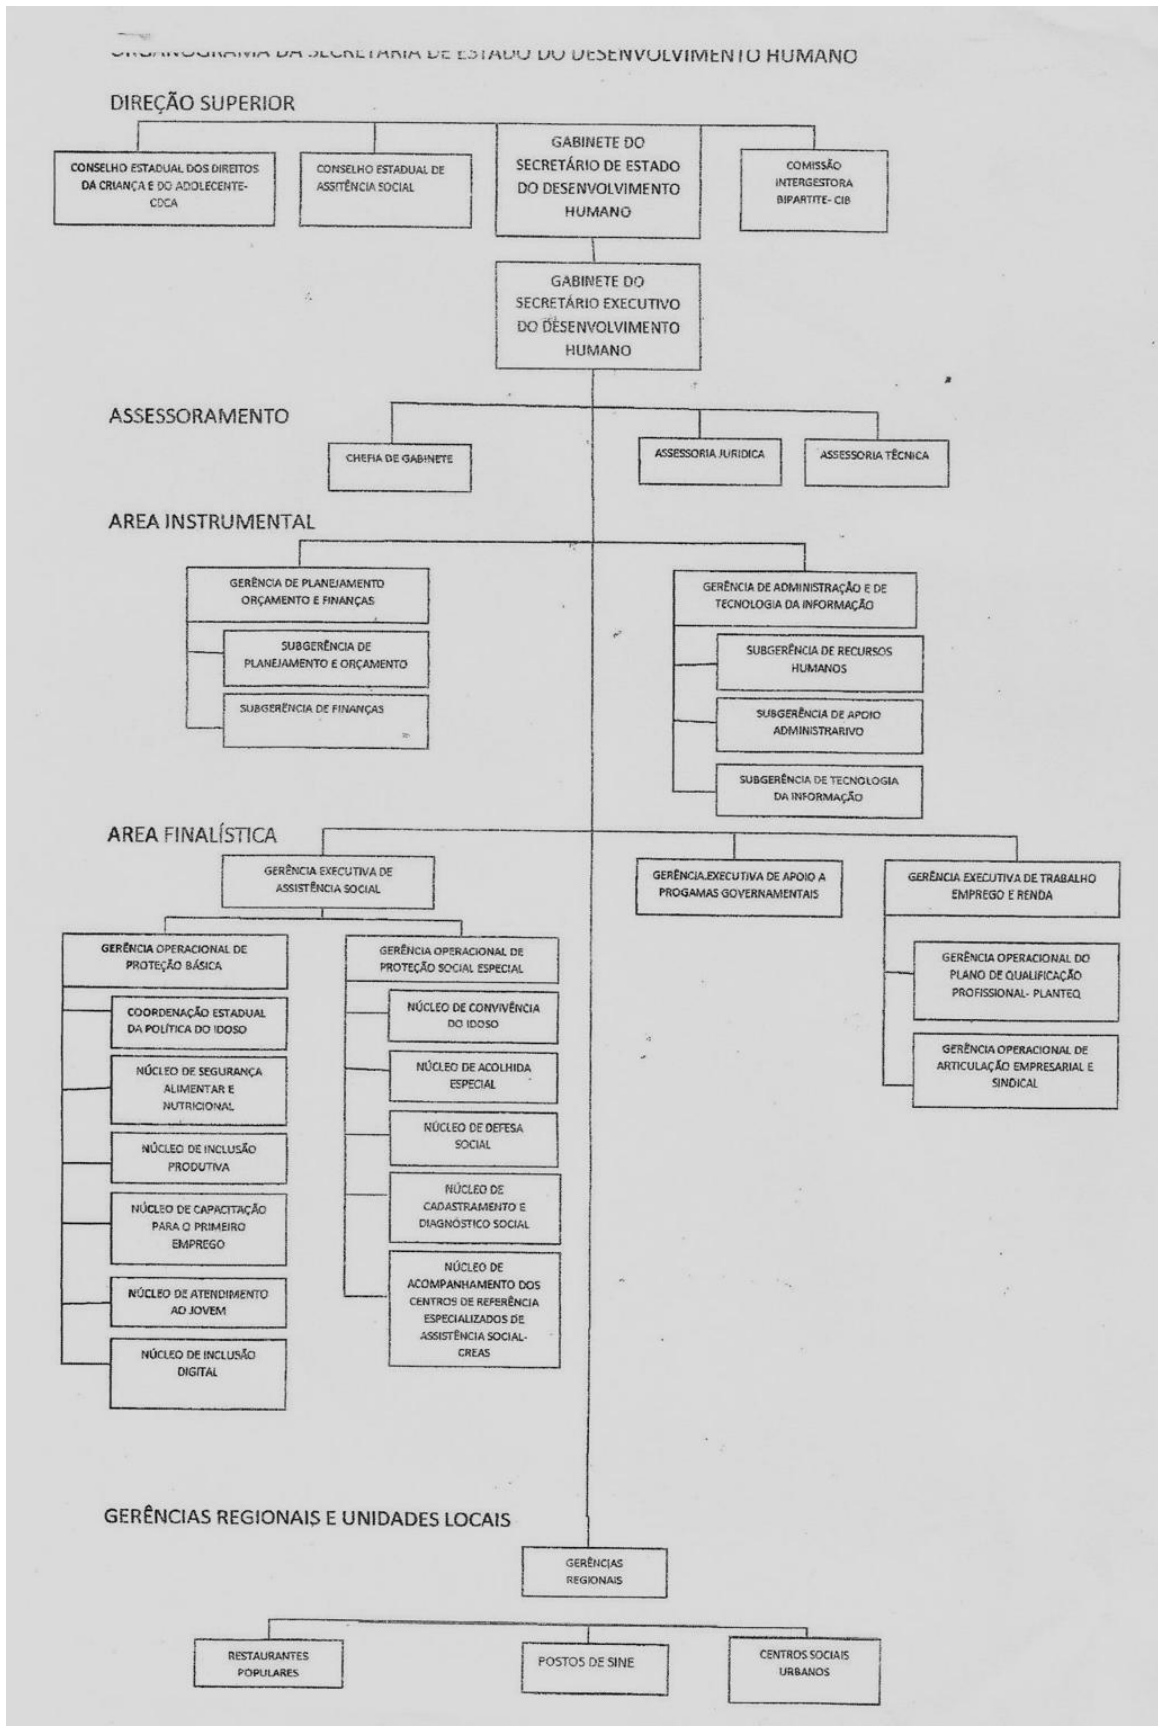 ORGANOGRAMA DA SECRETARIA DE ESTADO DO DESENVOLVIMENTO HUMANO
DIREÇÃO SUPERIOR
CONSELHO ESTADUAL DOS DIREITOS
DA CRIANÇA E DO ADOLECENTE-
CDCA
CONSELHO ESTADUAL DE
ASSITÊNCIA SOCIAL
GABINETE DO
SECRETÁRIO DE ESTADO
DO DESENVOLVIMENTO
HUMANO
COMISSÃO
INTERGESTORA
BIPARTITE- CIB
GABINETE DO
SECRETÁRIO EXECUTIVO
DO DESENVOLVIMENTO
HUMANO
ASSESSORAMENTO
CHEFIA DE GABINETE
ASSESSORIA JURIDICA
ASSESSORIA TÉCNICA
AREA INSTRUMENTAL
GERÊNCIA DE PLANEJAMENTO
ORÇAMENTO E FINANÇAS
SUBGERÊNCIA DE
PLANEJAMENTO E ORÇAMENTO
SUBGERÊNCIA DE FINANÇAS
GERÊNCIA DE ADMINISTRAÇÃO E DE
TECNOLOGIA DA INFORMAÇÃO
SUBGERÊNCIA DE RECURSOS
HUMANOS
SUBGERÊNCIA DE APOIO
ADMINISTRARIVO
SUBGERÊNCIA DE TECNOLOGIA
DA INFORMAÇÃO
AREA FINALÍSTICA
GERÊNCIA EXECUTIVA DE
ASSISTÊNCIA SOCIAL
GERÊNCIA EXECUTIVA DE APOIO A
PROGAMAS GOVERNAMENTAIS
GERÊNCIA EXECUTIVA DE TRABALHO
EMPREGO E RENDA
GERÊNCIA OPERACIONAL DE
PROTEÇÃO BÁSICA
COORDENAÇÃO ESTADUAL
DA POLÍTICA DO IDOSO
NÚCLEO DE SEGURANÇA
ALIMENTAR E
NUTRICIONAL
NÚCLEO DE INCLUSÃO
PRODUTIVA
NÚCLEO DE CAPACITAÇÃO
PARA O PRIMEIRO
EMPREGO
NÚCLEO DE ATENDIMENTO
AO JOVEM
NÚCLEO DE INCLUSÃO
DIGITAL
GERÊNCIA OPERACIONAL DE
PROTEÇÃO SOCIAL ESPECIAL
NÚCLEO DE CONVIVÊNCIA
DO IDOSO
NÚCLEO DE ACOLHIDA
ESPECIAL
NÚCLEO DE DEFESA
SOCIAL
NÚCLEO DE
CADASTRAMENTO E
DIAGNÓSTICO SOCIAL
NÚCLEO DE
ACOMPANHAMENTO DOS
CENTROS DE REFERÊNCIA
ESPECIALIZADOS DE
ASSISTÊNCIA SOCIAL-
CREAS
GERÊNCIA OPERACIONAL DO
PLANO DE QUALIFICAÇÃO
PROFISSIONAL- PLANTEQ
GERÊNCIA OPERACIONAL DE
ARTICULAÇÃO EMPRESARIAL E
SINDICAL
GERÊNCIAS REGIONAIS E UNIDADES LOCAIS
GERÊNCIAS
REGIONAIS
RESTAURANTES
POPULARES
POSTOS DE SINE
CENTROS SOCIAIS
URBANOS